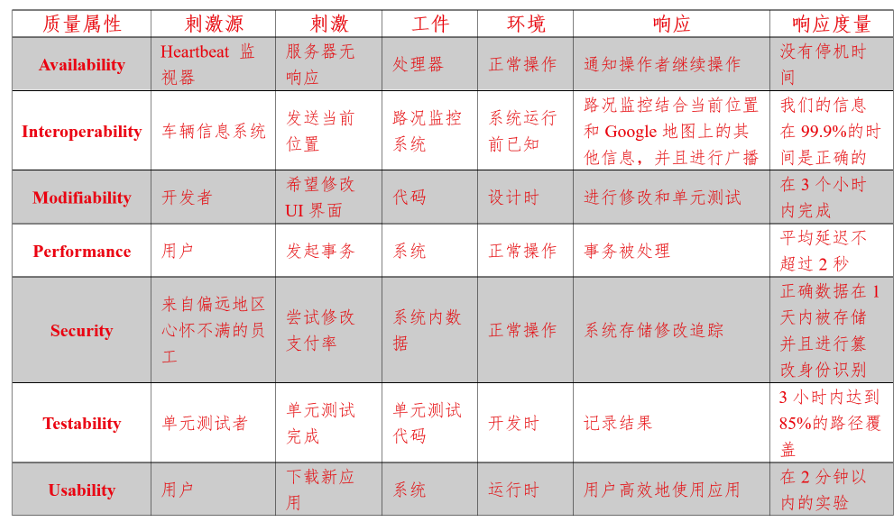 质量属性 刺激源 刺激 工件 环境 响应 响应度量
Availability
Heartbeat 监
视器
服务器无
响应
处理器
正常操作
通知操作者继续操作
没有停机时
间
Interoperability
车辆信息系统
发送当前
位置
路况监控
系统
系统运行
前已知
路况监控结合当前位置
和 Google 地图上的其
他信息，并且进行广播
我们的信息
在 99.9%的时
间是正确的
Modifiability
开发者
希望修改
UI 界面
代码
设计时
进行修改和单元测试
在 3 个小时
内完成
Performance
用户
发起事务
系统
正常操作
事务被处理
平均延迟不
超过 2 秒
Security
来自偏远地区
心怀不满的员
工
尝试修改
支付率
系统内数
据
正常操作
系统存储修改追踪
正确数据在 1
天内被存储
并且进行篡
改身份识别
Testability
单元测试者
单元测试
完成
单元测试
代码
开发时
记录结果
3 小时内达到
85%的路径覆
盖
Usability
用户
下载新应
用
系统
运行时
用户高效地使用应用
在 2 分钟以
内的实验